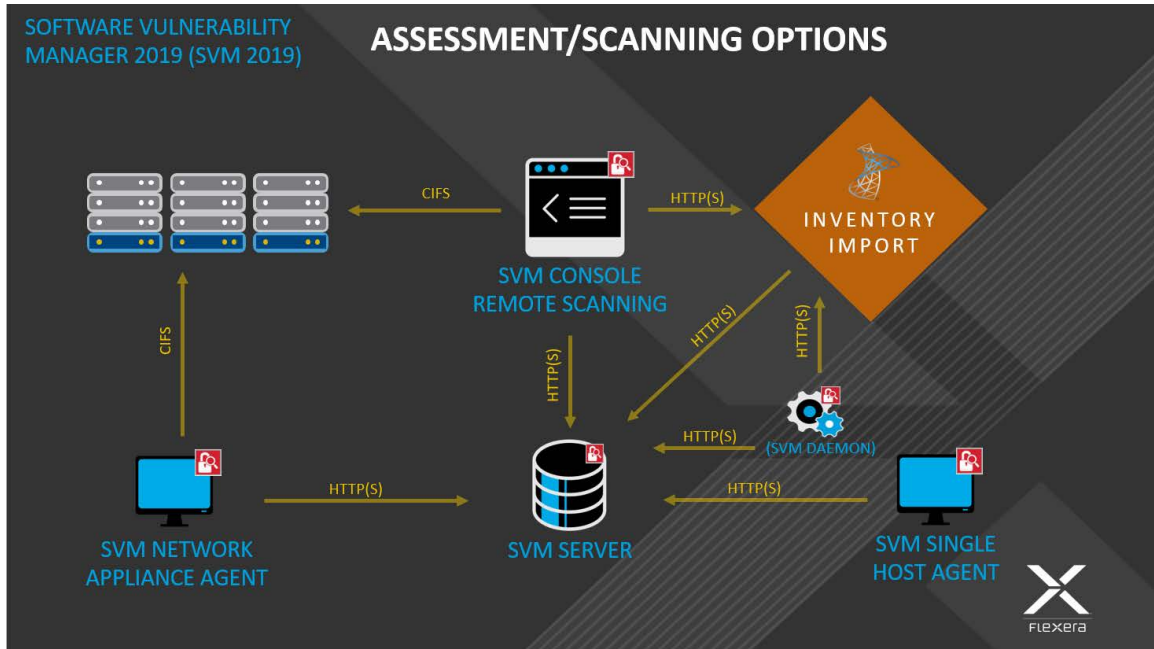 SOFTWARE VULNERABILITY
MANAGER 2019 (SVM 2019)
ASSESSMENT/SCANNING OPTIONS
CIFS
HTTP(S)
INVENTORY
IMPORT
SVM CONSOLE
REMOTE SCANNING
CIFS
HTTP(S)
HTTP(S)
HTTP(S)
HTTP(S)
(SVM DAEMON)
HTTP(S)
HTTP(S)
SVM NETWORK
APPLIANCE AGENT
SVM SERVER
SVM SINGLE
HOST AGENT
FLexera